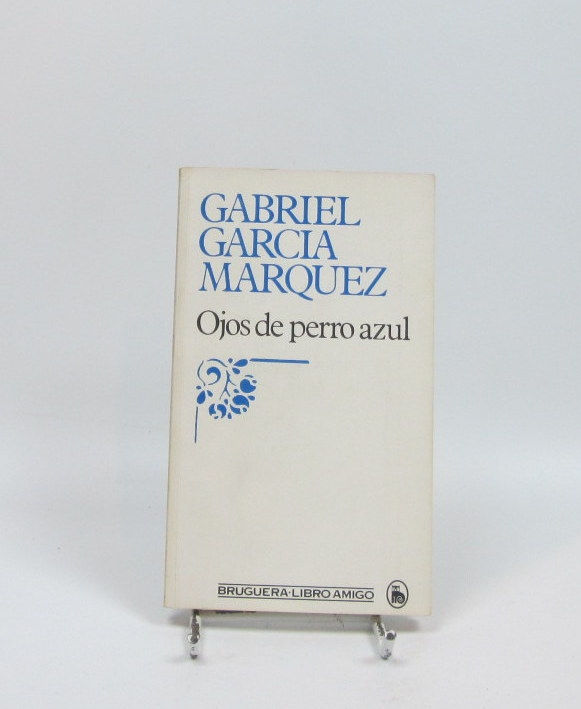 GABRIEL
GARCIA
MARQUEZ
Ojos de perro azul
BRUGUERA·LIBRO AMIGO